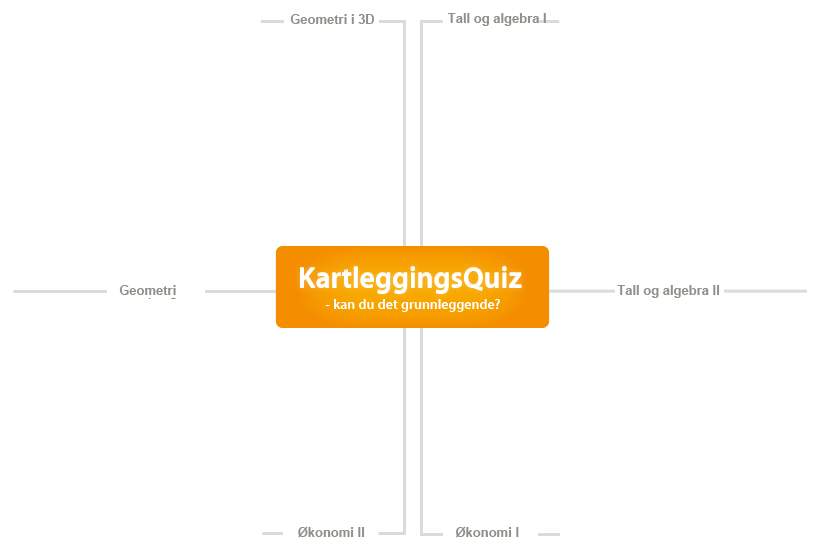 Geometri i 3D
Tall og algebra I
KartleggingsQuiz
- kan du det grunnleggende?
Geometri
Tall og algebra II
Økonomi II
Økonomi I